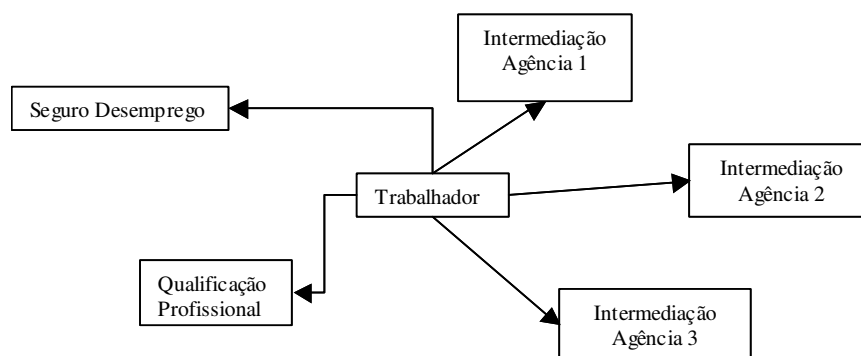 Intermediação
Agência 1
Seguro Desemprego
Intermediação
Agência 2
Trabalhador
Qualificação
Profissional
Intermediação
Agência 3